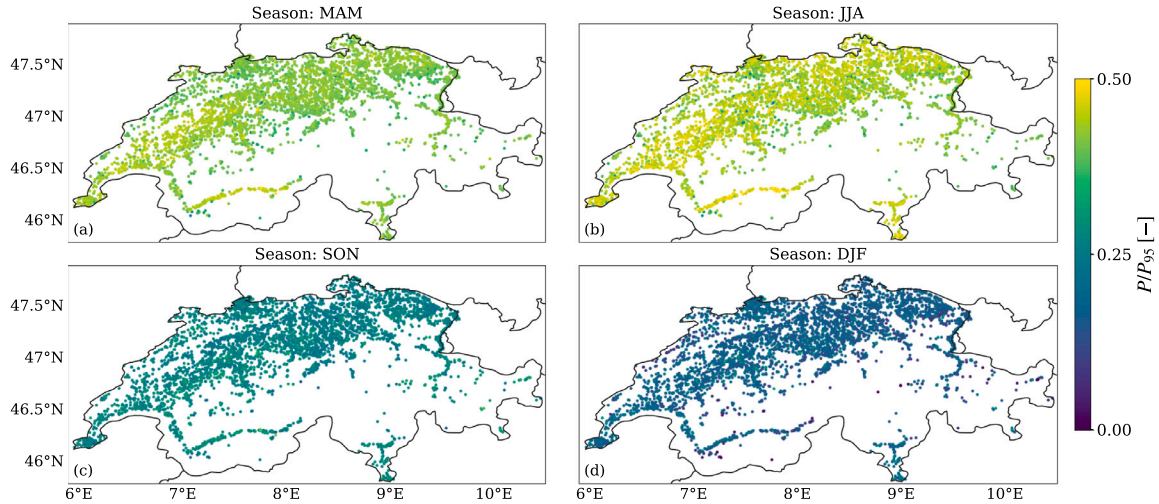 Season: MAM
Season: JJA
47.5°N
47°N
46.5°N
46°N
(a)
(b)
0.50
0.25
0.00
P/P95 [−]
Season: SON
Season: DJF
47.5°N
47°N
46.5°N
46°N
(c)
(d)
6°E
7°E
8°E
9°E
10°E
6°E
7°E
8°E
9°E
10°E